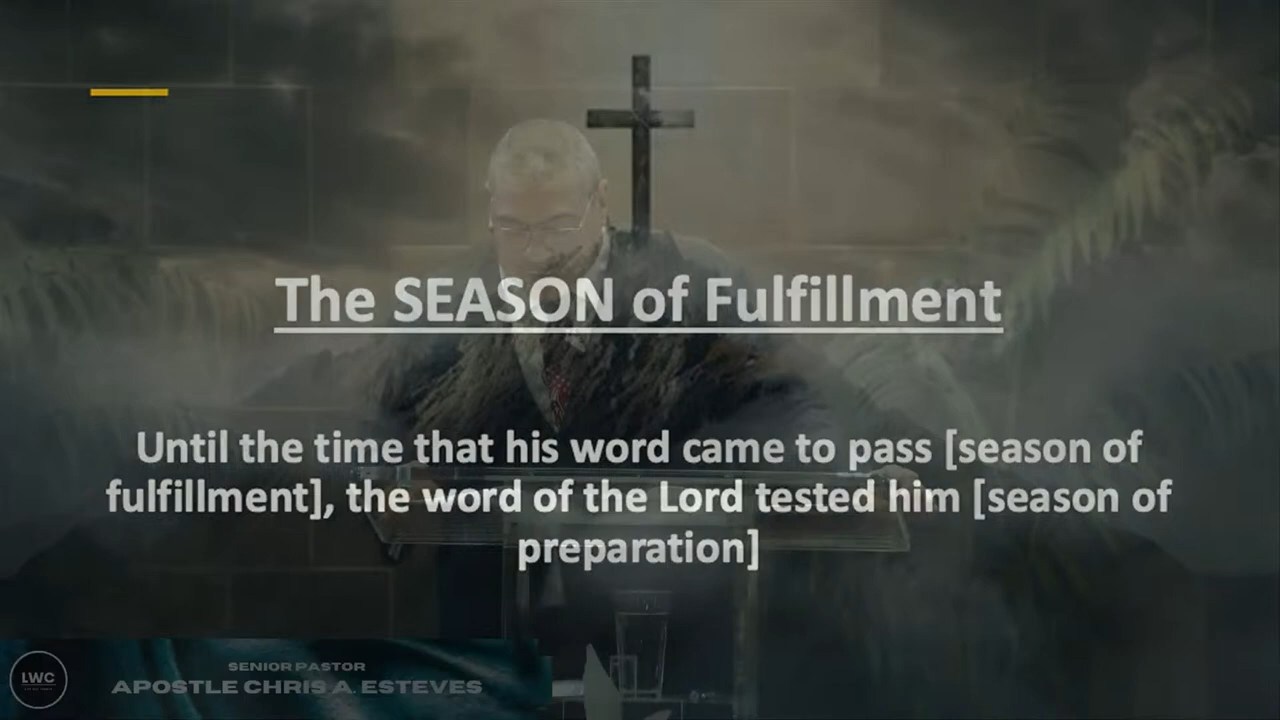 The SEASON of Fulfillment
Until the time that his word came to pass [season of
fulfillment], the word of the Lord tested him [season of
preparation]
LWC
SENIOR PASTOR
APOSTLE CHRIS A. ESTEVES